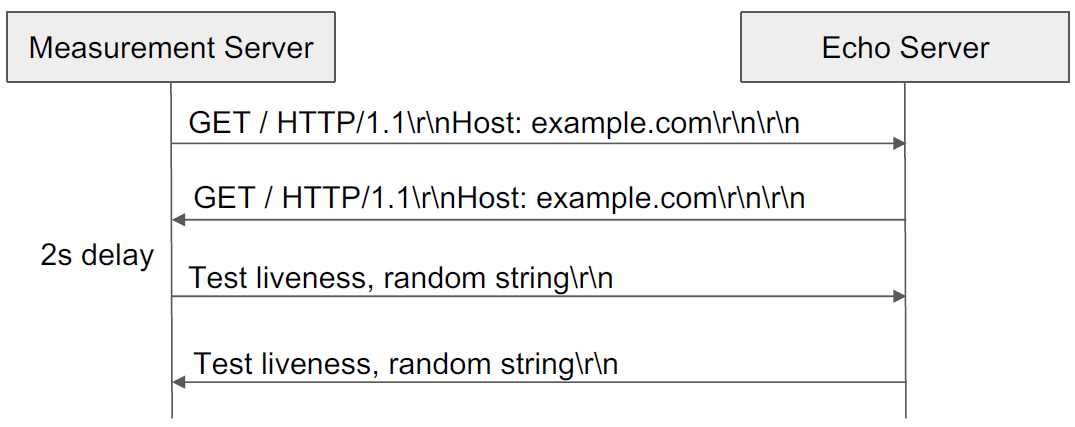 Measurement Server
Echo Server
GET / HTTP/1.1\r\nHost: example.com\r\n\r\n
GET / HTTP/1.1\r\nHost: example.com\r\n\r\n
2s delay
Test liveness, random string\r\n
Test liveness, random string\r\n